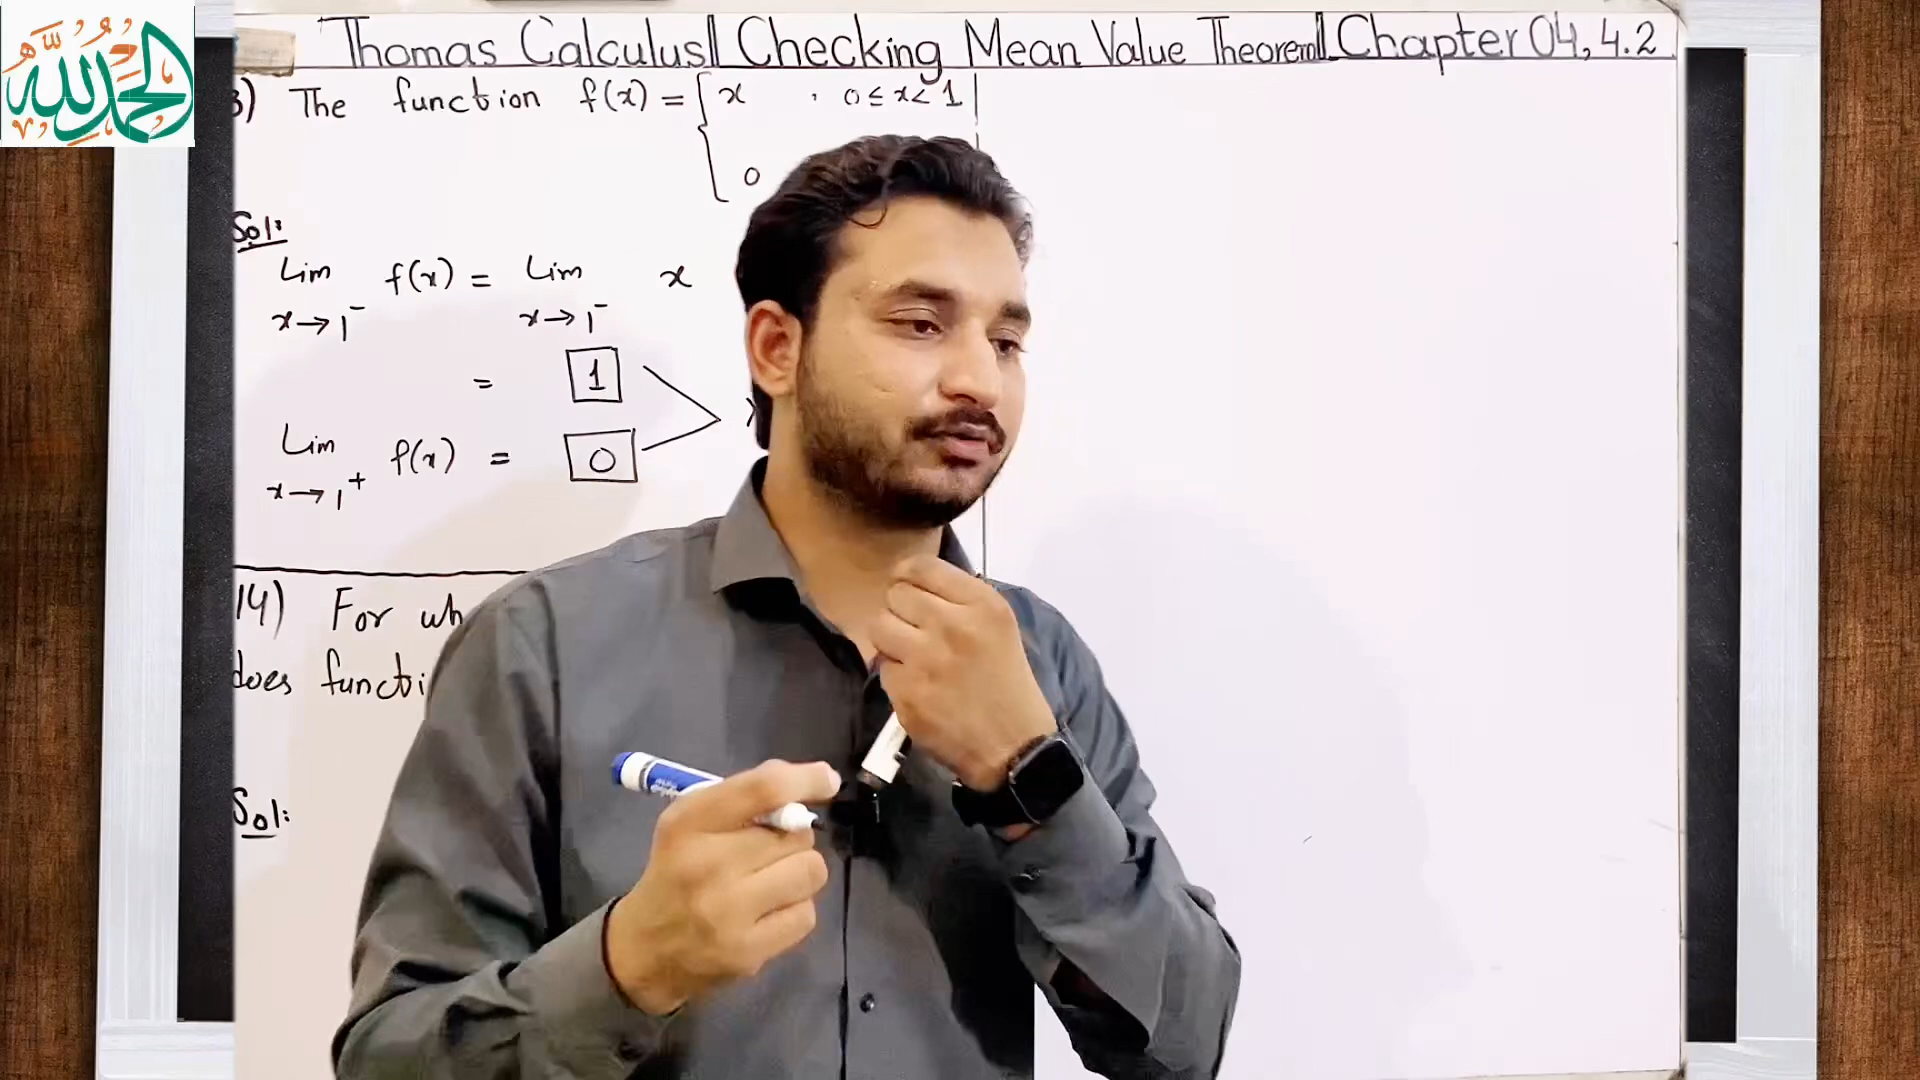 الحمد لله
Thomas Calculus|| Checking Mean Value Theorem|| Chapter 04, 4.2
3) The function f(x) = { x , 0 ≤ x < 1
0
Sol:
Lim f(x) = Lim x
x→1⁻ x→1⁻
= 1
Lim f(x) = 0
x→1⁺
14) For wh
does functi
Sol: